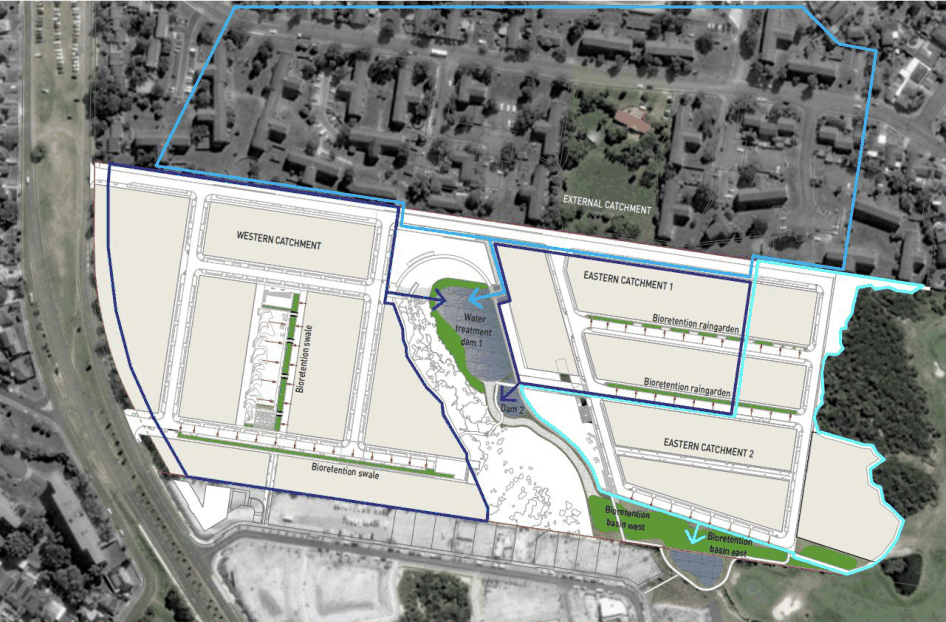 EXTERNAL CATCHMENT
WESTERN CATCHMENT
EASTERN CATCHMENT 1
Water
treatment
dam 1
Bioretention raingarden
Bioretention swale
Bioretention raingarden
Dam 2
EASTERN CATCHMENT 2
Bioretention swale
Bioretention
basin west
Bioretention
basin east